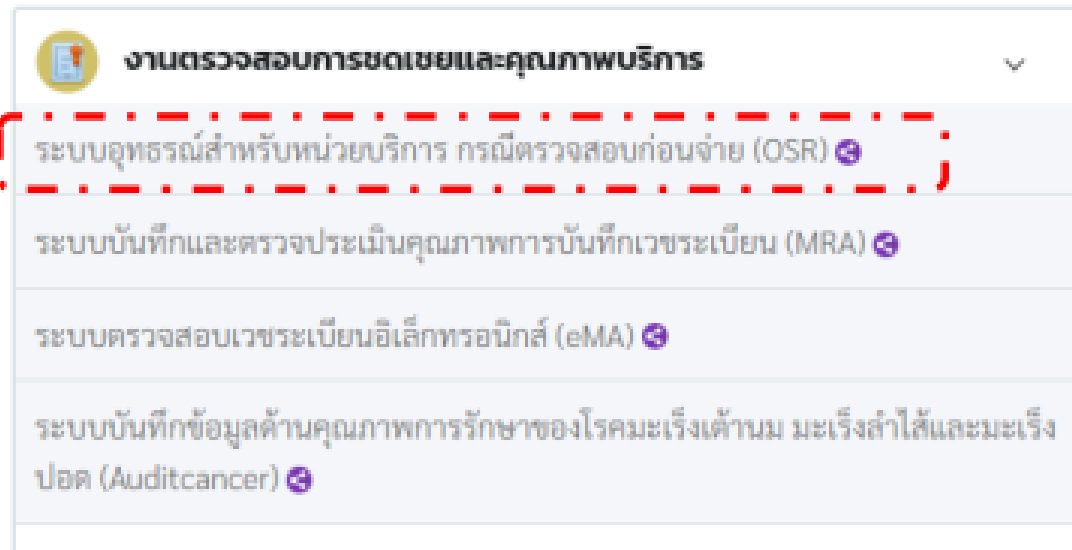 งานตรวจสอบการชดเชยและคุณภาพบริการ
ระบบอุทธรณ์สำหรับหน่วยบริการ กรณีตรวจสอบก่อนจ่าย (OSR)
ระบบบันทึกและตรวจประเมินคุณภาพการบันทึกเวชระเบียน (MRA)
ระบบตรวจสอบเวชระเบียนอิเล็กทรอนิกส์ (eMA)
ระบบบันทึกข้อมูลด้านคุณภาพการรักษาของโรคมะเร็งเต้านม มะเร็งลำไส้และมะเร็ง
ปอด (Auditcancer)